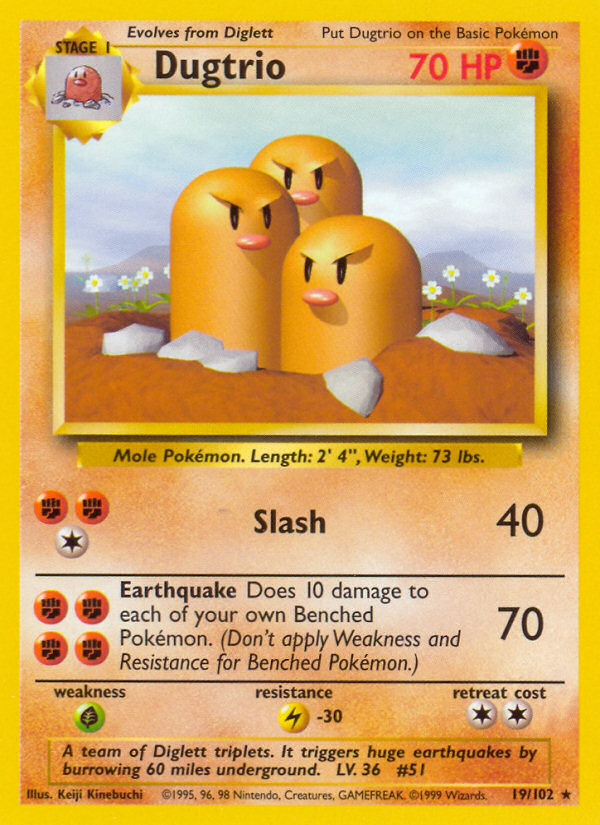 Evolves from Diglett Put Dugtrio on the Basic Pokémon
STAGE 1
Dugtrio 70 HP
Mole Pokémon. Length: 2' 4", Weight: 73 lbs.
Slash 40
Earthquake Does 10 damage to
each of your own Benched
Pokémon. (Don't apply Weakness and
Resistance for Benched Pokémon.)
70
weakness resistance retreat cost
-30
A team of Diglett triplets. It triggers huge earthquakes by
burrowing 60 miles underground. LV. 36 #51
Illus. Keiji Kinebuchi ©1995, 96, 98 Nintendo, Creatures, GAMEFREAK. ©1999 Wizards. 19/102 ★